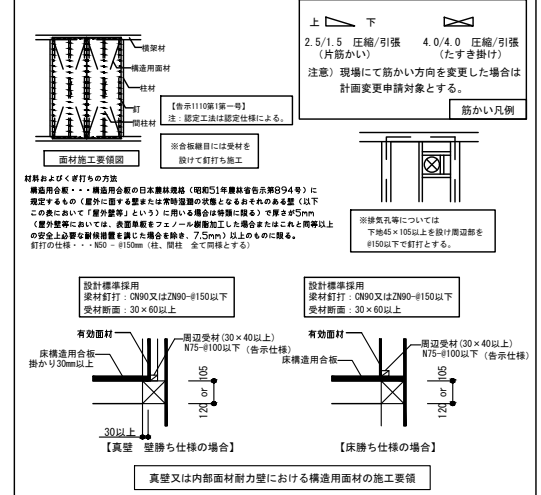 横架材
構造用面材
柱材
釘
間柱材
【告示1110第1第一号】
注：認定工法は認定仕様による。
※合板継目には受材を
設けて釘打ち施工
面材施工要領図
上 下
2.5/1.5 圧縮/引張
(片筋かい)
4.0/4.0 圧縮/引張
(たすき掛け)
注意）現場にて筋かい方向を変更した場合は
計画変更申請対象とする。
筋かい凡例
材料およびくぎ打ちの方法
構造用合板・・・構造用合板の日本農林規格（昭和51年農林省告示第894号）に
規定するもの（屋外に面する壁または常時湿潤の状態となるおそれのある壁（以下
この表において「屋外壁等」という）に用いる場合は特類に限る）で厚さが5mm
（屋外壁等においては、表面単板をフェノール樹脂加工した場合またはこれと同等以上
の安全上必要な耐候措置を講じた場合を除き、7.5mm）以上のものに限る。
釘打の仕様・・・N50 - @150mm（柱、間柱 全て同様とする）
※排気孔等については
下地45×105以上を設け周辺部を
@150以下で釘打とする。
設計標準採用
梁材釘打：CN90又はZN90-@150以下
受材断面：30×60以上
有効面材
周辺受材(30×40以上)
N75-@100以下（告示仕様）
床構造用合板
掛かり30mm以上
120 or 105
30以上
【真壁 壁勝ち仕様の場合】
設計標準採用
梁材釘打：CN90又はZN90-@150以下
受材断面：30×60以上
有効面材
周辺受材(30×40以上)
N75-@100以下（告示仕様）
床構造用合板
120 or 105
【床勝ち仕様の場合】
真壁又は内部面材耐力壁における構造用面材の施工要領